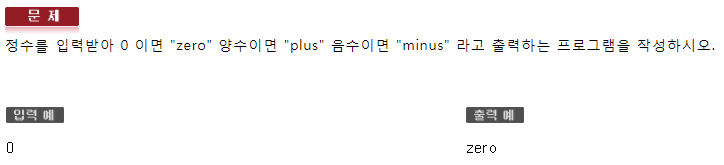 문 제
정수를 입력받아 0 이면 "zero" 양수이면 "plus" 음수이면 "minus" 라고 출력하는 프로그램을 작성하시오.
입력 예
출력 예
0
zero